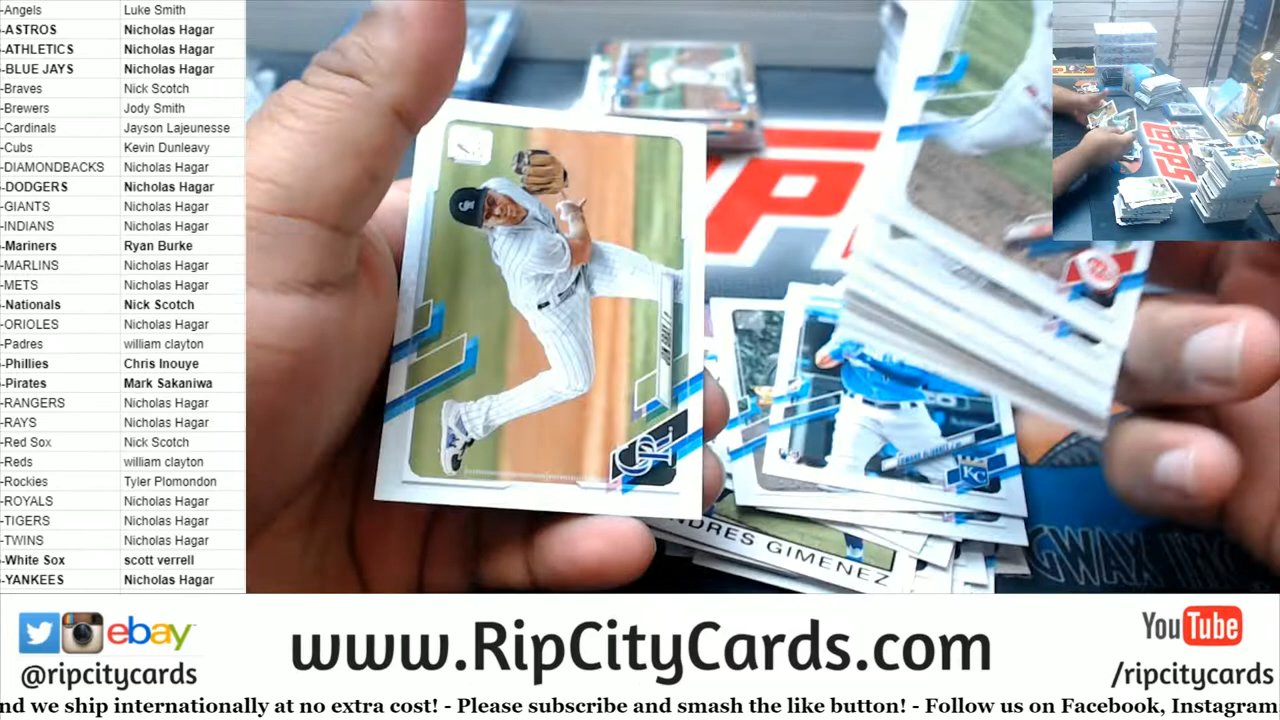 -Angels Luke Smith
-ASTROS Nicholas Hagar
-ATHLETICS Nicholas Hagar
-BLUE JAYS Nicholas Hagar
-Braves Nick Scotch
-Brewers Jody Smith
-Cardinals Jayson Lajeunesse
-Cubs Kevin Dunleavy
-DIAMONDBACKS Nicholas Hagar
-DODGERS Nicholas Hagar
-GIANTS Nicholas Hagar
-INDIANS Nicholas Hagar
-Mariners Ryan Burke
-MARLINS Nicholas Hagar
-METS Nicholas Hagar
-Nationals Nick Scotch
-ORIOLES Nicholas Hagar
-Padres william clayton
-Phillies Chris Inouye
-Pirates Mark Sakaniwa
-RANGERS Nicholas Hagar
-RAYS Nicholas Hagar
-Red Sox Nick Scotch
-Reds william clayton
-Rockies Tyler Plomondon
-ROYALS Nicholas Hagar
-TIGERS Nicholas Hagar
-TWINS Nicholas Hagar
-White Sox scott verrell
-YANKEES Nicholas Hagar
CR
CR
KC
TOPPS
NDRES GIMENEZ
GWAX INC
ebay
@ripcitycards
www.RipCityCards.com
YouTube
/ripcitycards
nd we ship internationally at no extra cost! - Please subscribe and smash the like button! - Follow us on Facebook, Instagram